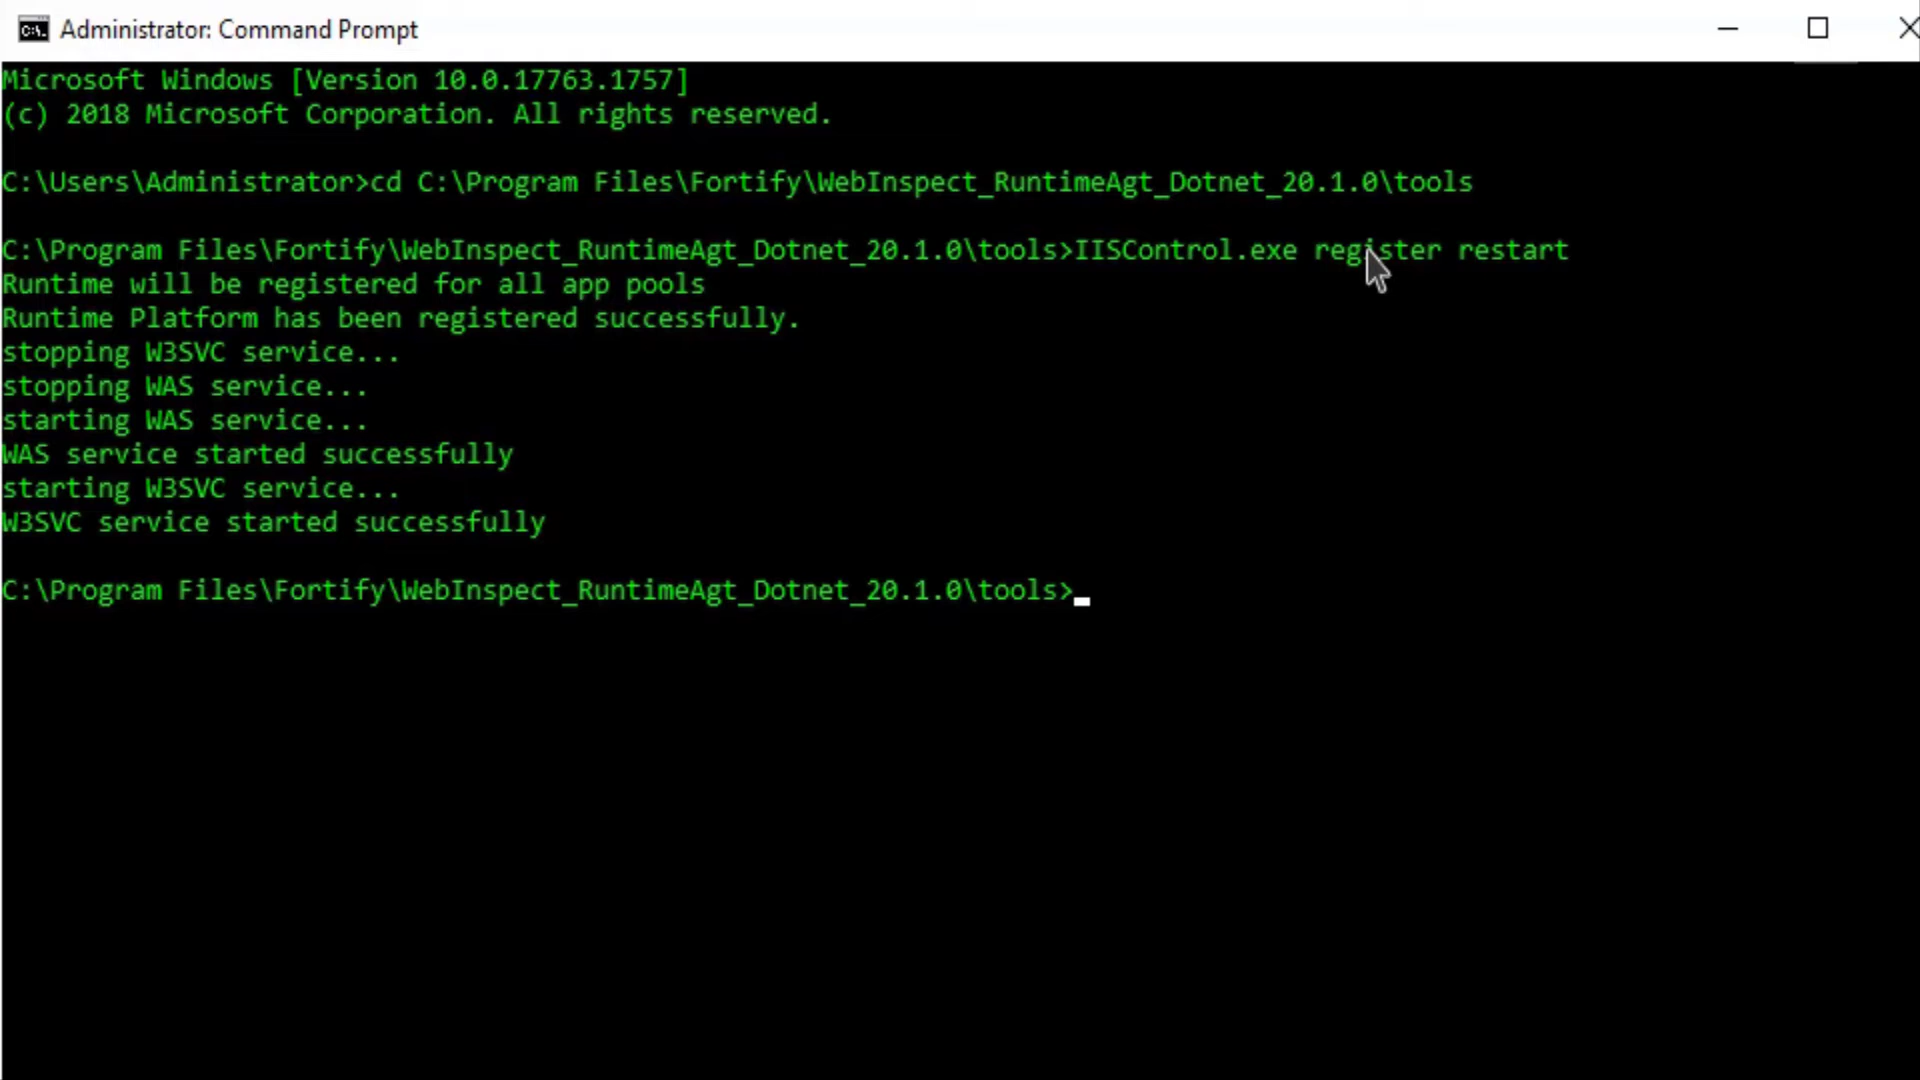 Administrator: Command Prompt
Microsoft Windows [Version 10.0.17763.1757]
(c) 2018 Microsoft Corporation. All rights reserved.
C:\Users\Administrator>cd C:\Program Files\Fortify\WebInspect_RuntimeAgt_Dotnet_20.1.0\tools
C:\Program Files\Fortify\WebInspect_RuntimeAgt_Dotnet_20.1.0\tools>IISControl.exe register restart
Runtime will be registered for all app pools
Runtime Platform has been registered successfully.
stopping W3SVC service...
stopping WAS service...
starting WAS service...
WAS service started successfully
starting W3SVC service...
W3SVC service started successfully
C:\Program Files\Fortify\WebInspect_RuntimeAgt_Dotnet_20.1.0\tools>